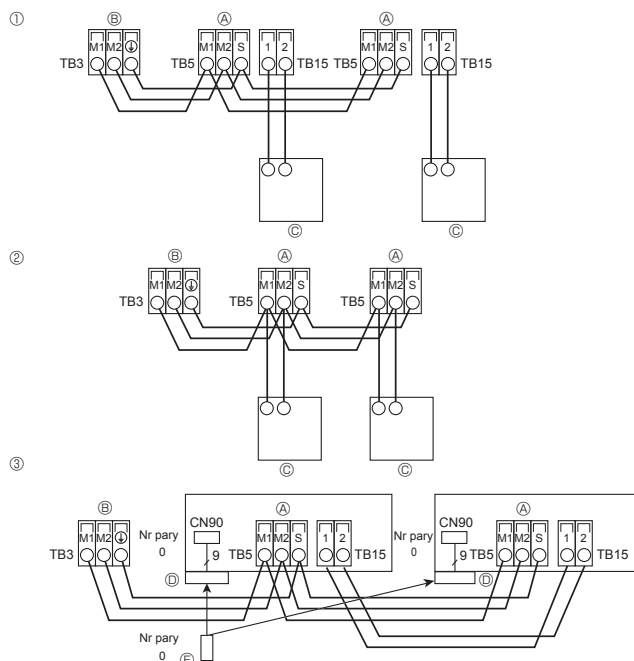 ①
Ⓑ Ⓐ Ⓐ
M1 M2 ⏚ M1 M2 S 1 2 M1 M2 S 1 2
TB3 TB5 TB15 TB5 TB15
Ⓒ Ⓒ
②
Ⓑ Ⓐ Ⓐ
M1 M2 ⏚ M1 M2 S M1 M2 S
TB3 TB5 TB5
Ⓒ Ⓒ
③
Ⓑ Ⓐ Ⓐ
CN90 CN90
Nr pary Nr pary
0 0
M1 M2 ⏚ M1 M2 S 1 2 M1 M2 S 1 2
TB3 9 TB5 TB15 9 TB5 TB15
Ⓓ Ⓓ
Nr pary
0 Ⓔ